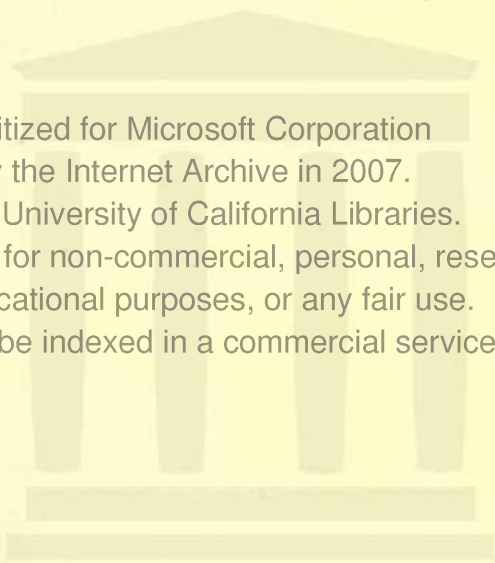 itized for Microsoft Corporation
the Internet Archive in 2007.
University of California Libraries.
for non-commercial, personal, rese
cational purposes, or any fair use.
be indexed in a commercial service